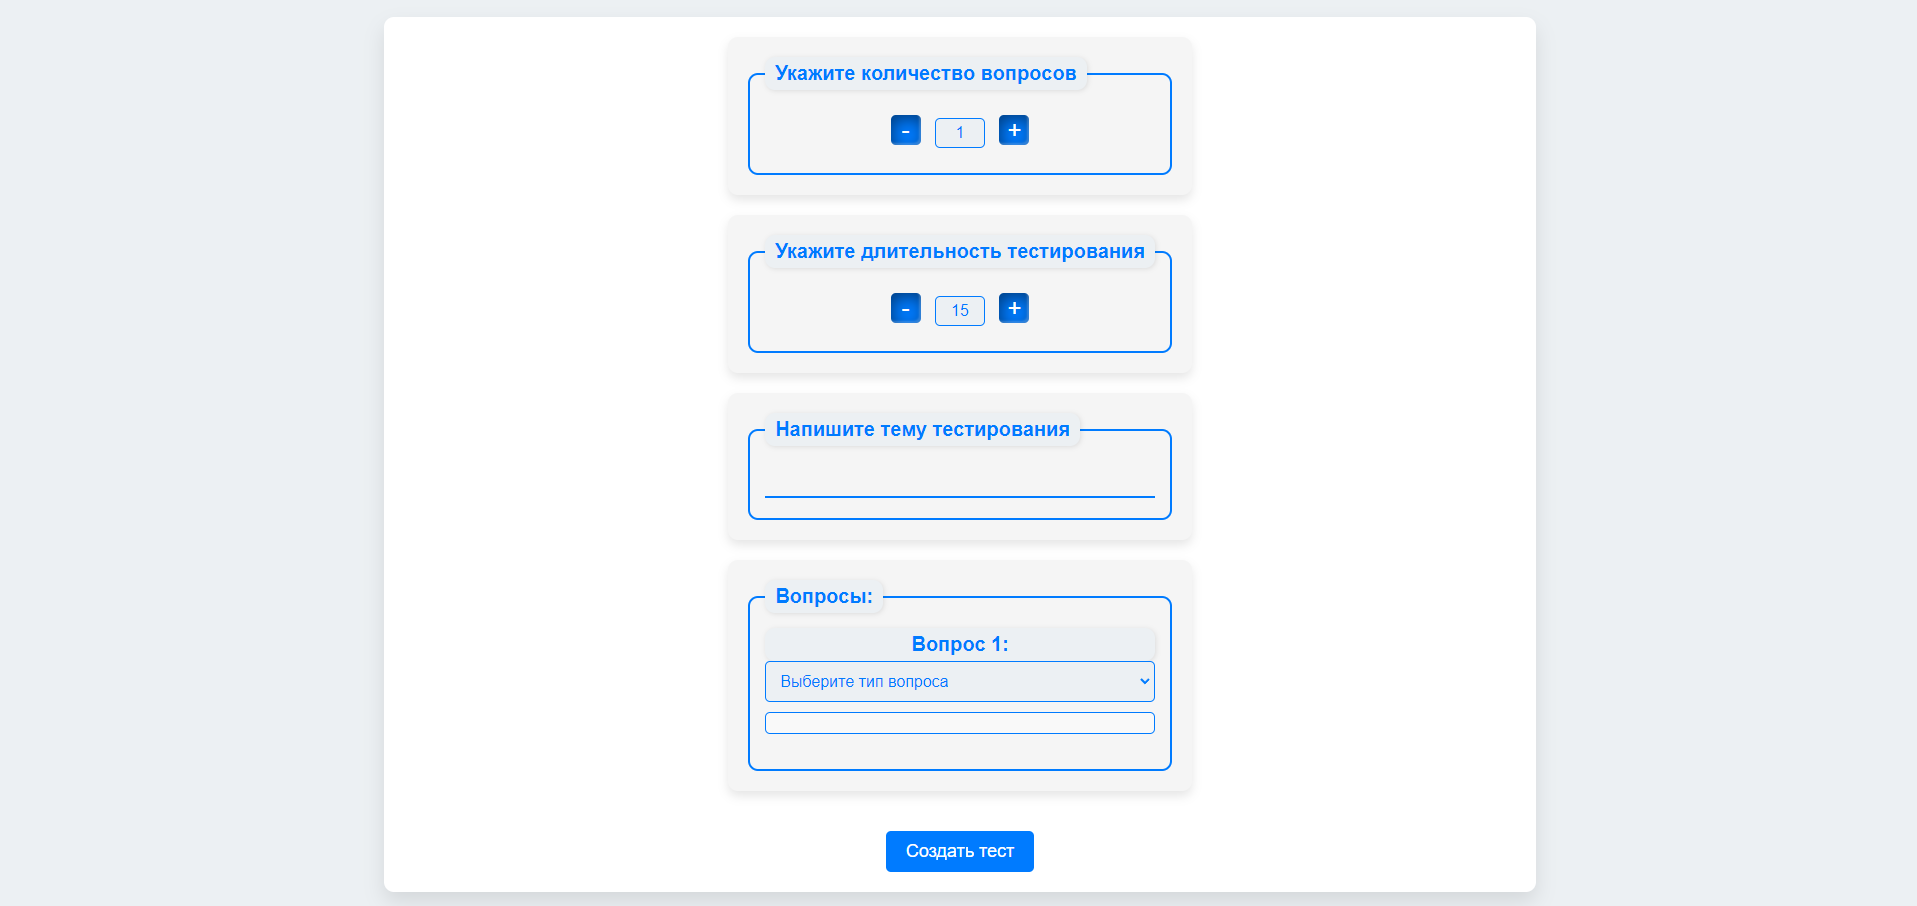 Укажите количество вопросов
- 1 +
Укажите длительность тестирования
- 15 +
Напишите тему тестирования
Вопросы:
Вопрос 1:
Выберите тип вопроса
Создать тест